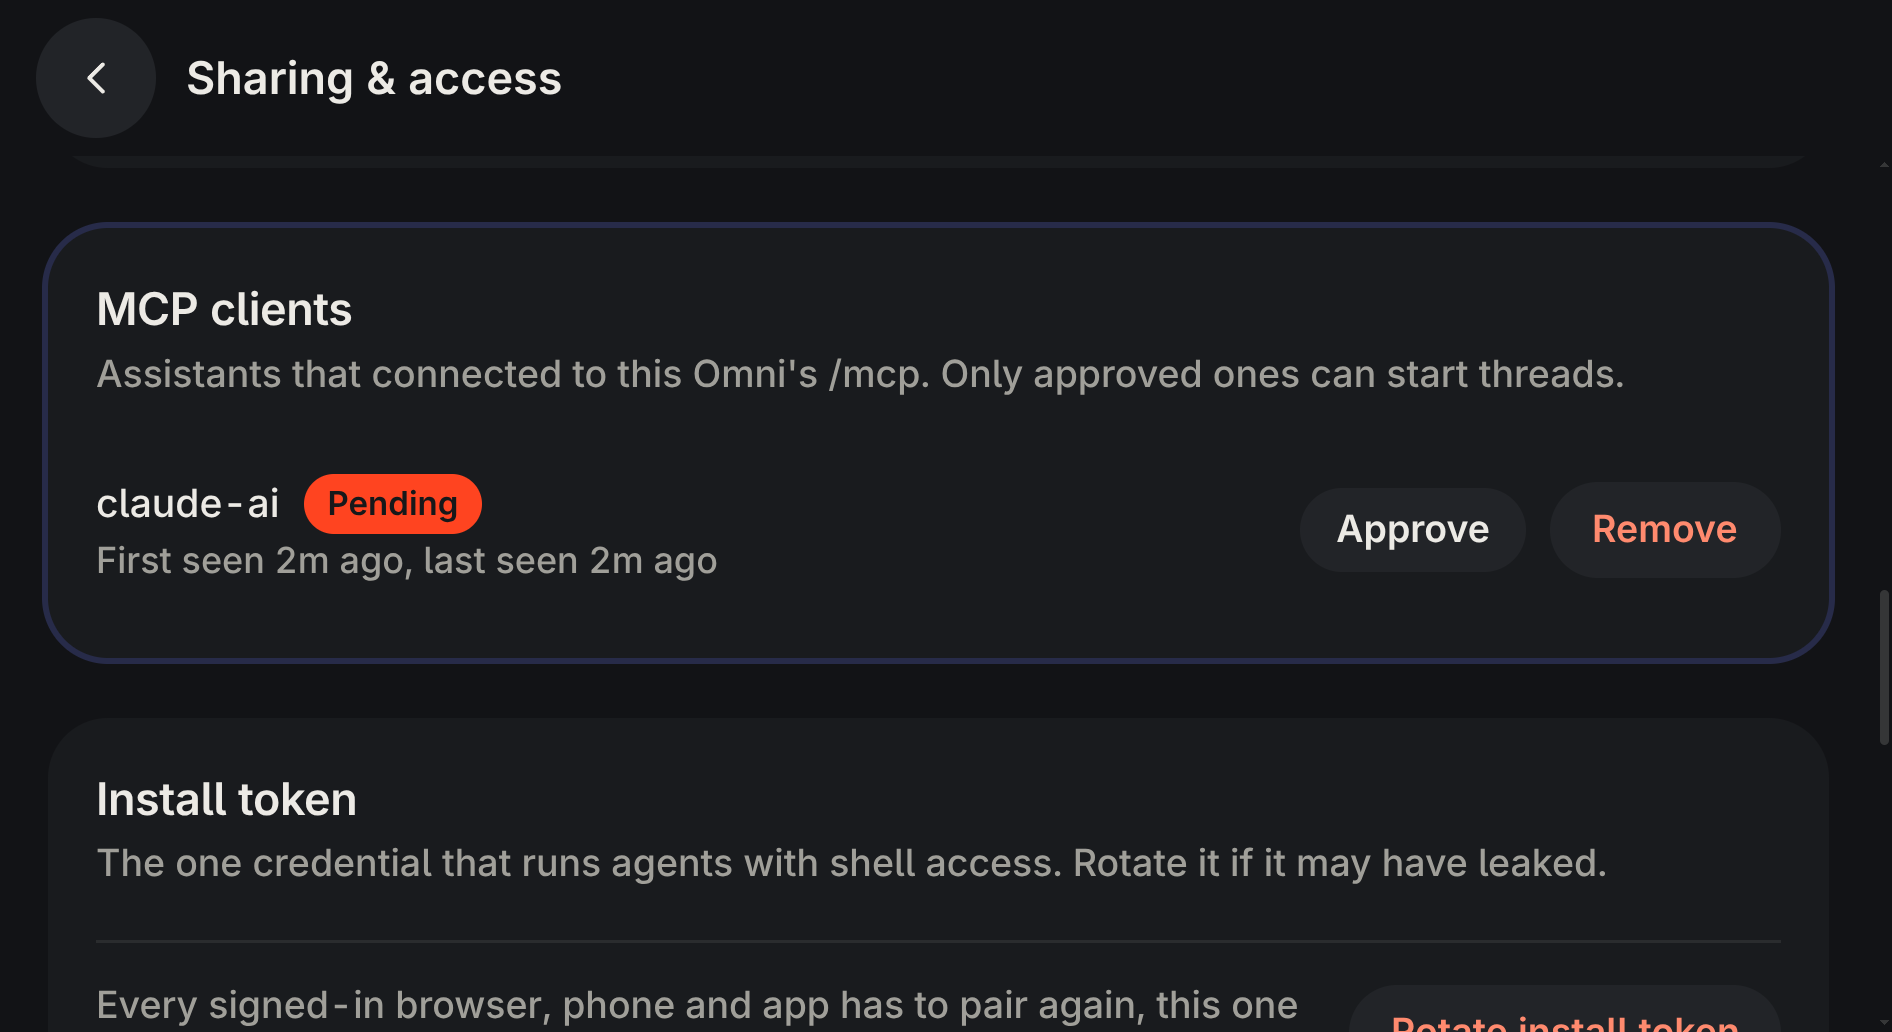 Sharing & access
MCP clients
Assistants that connected to this Omni's /mcp. Only approved ones can start threads.
claude-ai Pending
First seen 2m ago, last seen 2m ago
Approve Remove
Install token
The one credential that runs agents with shell access. Rotate it if it may have leaked.
Every signed-in browser, phone and app has to pair again, this one
Rotate install token